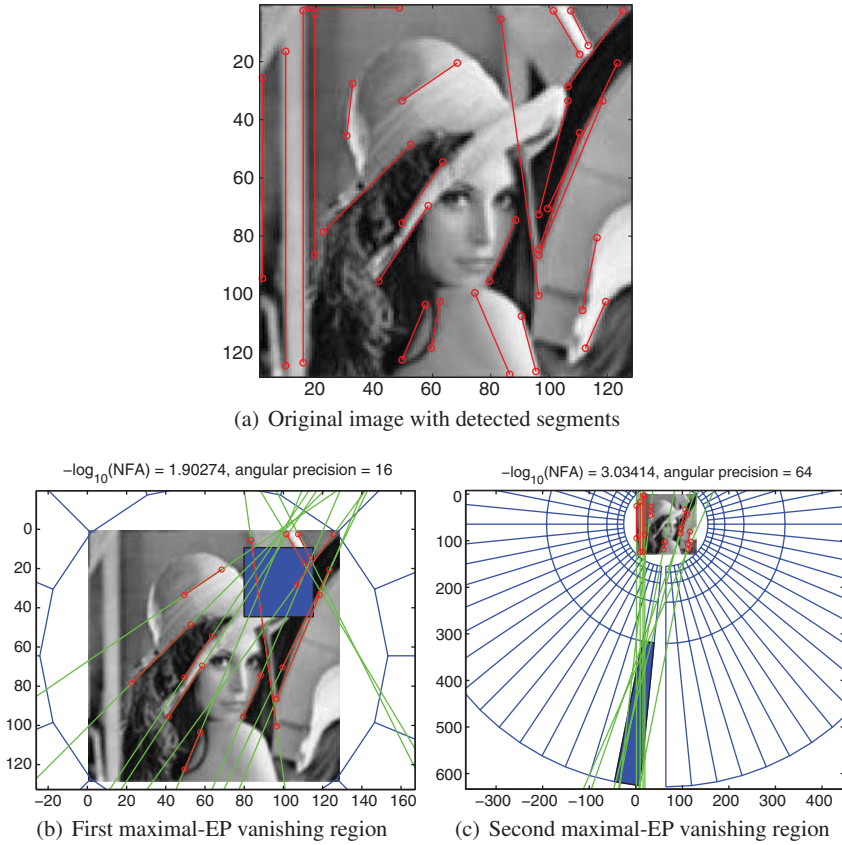 20
40
60
80
100
120
20 40 60 80 100 120
(a) Original image with detected segments
−log10(NFA) = 1.90274, angular precision = 16
0
20
40
60
80
100
120
−20 0 20 40 60 80 100 120 140 160
(b) First maximal-EP vanishing region
−log10(NFA) = 3.03414, angular precision = 64
0
100
200
300
400
500
600
−300 −200 −100 0 100 200 300 400
(c) Second maximal-EP vanishing region